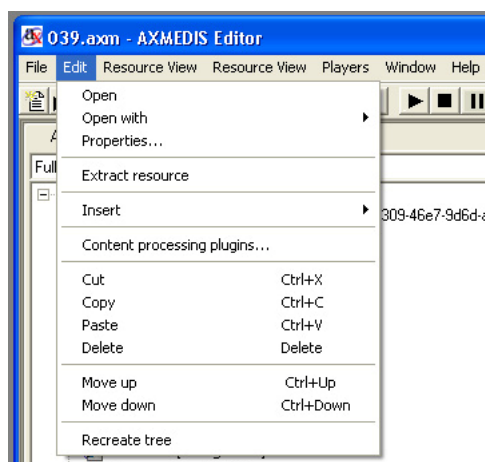 039.axm - AXMEDIS Editor
File Edit Resource View Resource View Players Window Help
Open
Open with
Properties...
Full
Extract resource
Insert
309-46e7-9d6d-
Content processing plugins...
Cut Ctrl+X
Copy Ctrl+C
Paste Ctrl+V
Delete Delete
Move up Ctrl+Up
Move down Ctrl+Down
Recreate tree